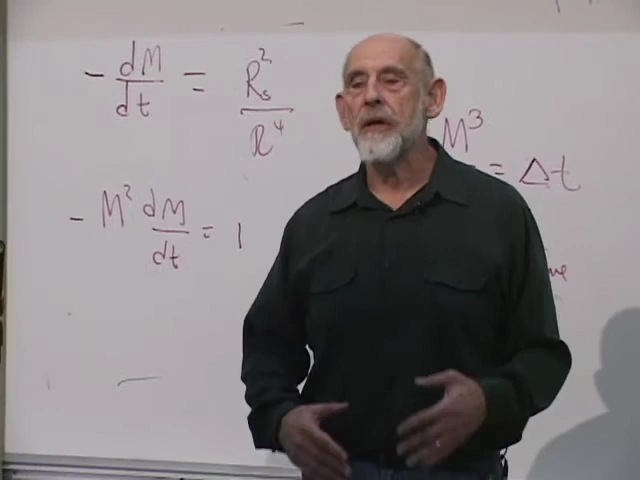 - dM/dt = R_s^2/R^4
M^3
= Δt
- M^2 dM/dt = 1